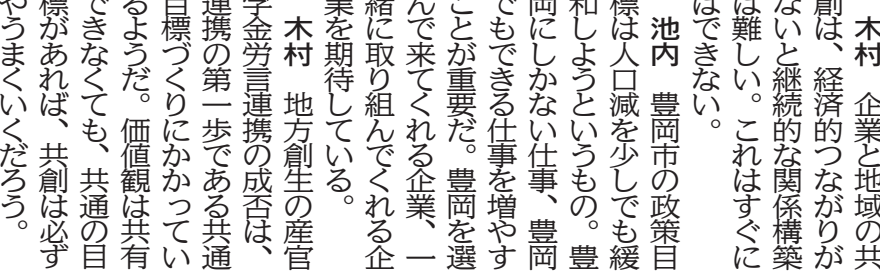 木村　企業と地域の共
創は、経済的つながりが
ないと継続的な関係構築
は難しい。これはすぐに
はできない。
池内　豊岡市の政策目
標は人口減を少しでも緩
和しようというもの。豊
岡にしかない仕事、豊岡
でもできる仕事を増やす
ことが重要だ。豊岡を選
んで来てくれる企業、一
緒に取り組んでくれる企
業を期待している。
木村　地方創生の産官
学金労言連携の成否は、
連携の第一歩である共通
目標づくりにかかってい
るようだ。価値観は共有
できなくても、共通の目
標があれば、共創は必ず
やうまくいくだろう。